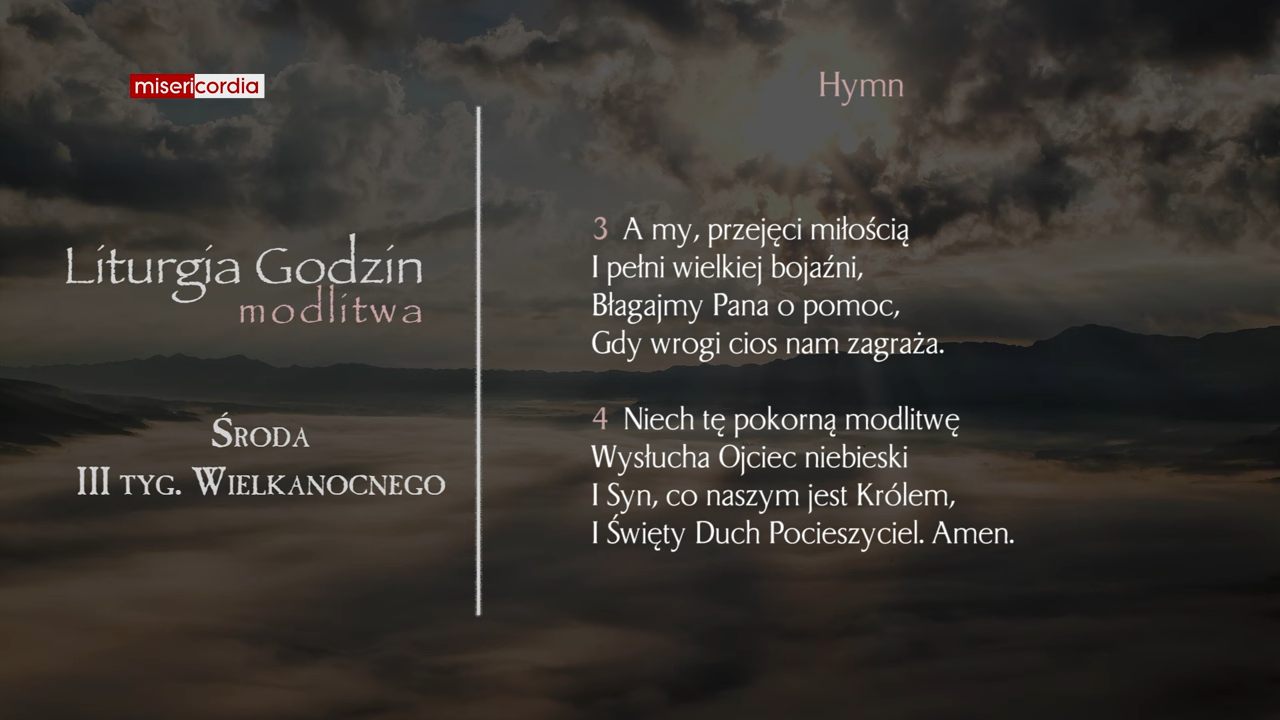 misericordia
Liturgia Godzin
modlitwa
Środa
III tyg. Wielkanocnego
Hymn
3 A my, przejęci miłością
I pełni wielkiej bojaźni,
Błagajmy Pana o pomoc,
Gdy wrogi cios nam zagraża.
4 Niech tę pokorną modlitwę
Wysłucha Ojciec niebieski
I Syn, co naszym jest Królem,
I Święty Duch Pocieszyciel. Amen.